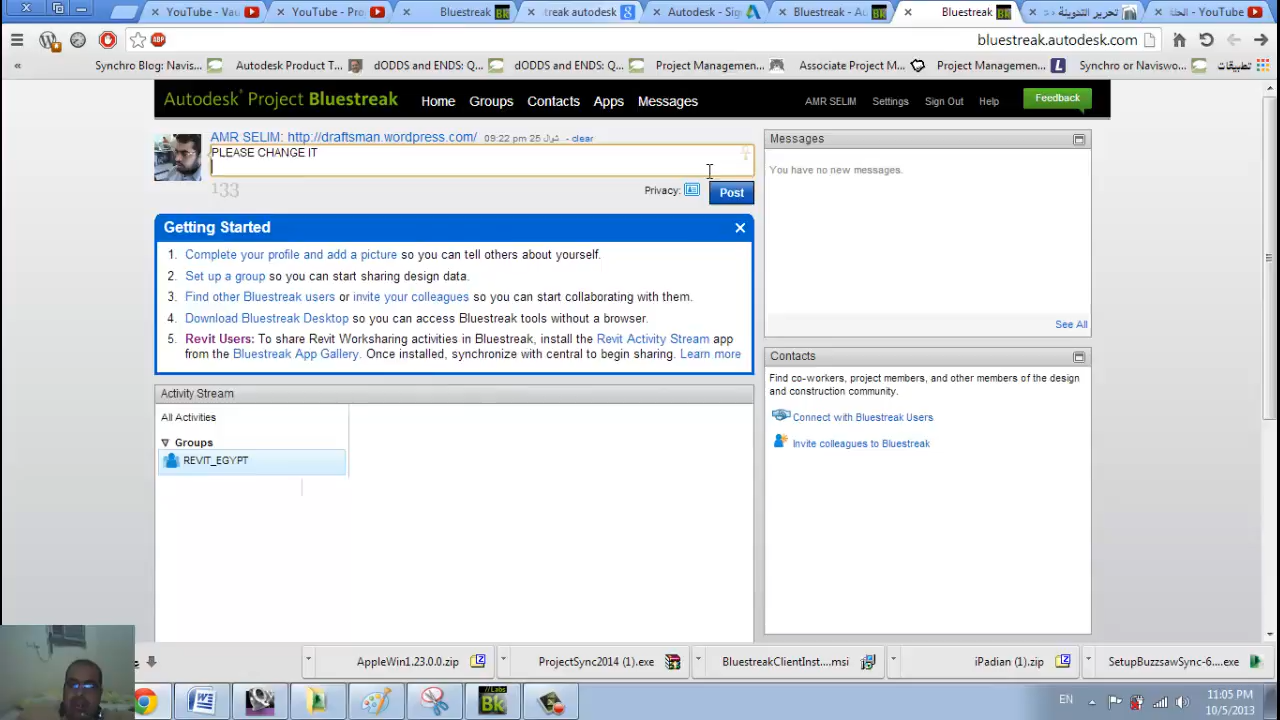 YouTube - Vau
YouTube - Pro
Bluestreak
treak autodesk
Autodesk - Sig
Bluestreak - Au
Bluestreak
تحرير التدوينة
YouTube - الحلا
bluestreak.autodesk.com
« Synchro Blog: Navis... Autodesk Product T... dODDS and ENDS: Q... dODDS and ENDS: Q... Project Managemen... Associate Project M... Project Managemen... Synchro or Naviswo... تطبيقات
Autodesk® Project Bluestreak Home Groups Contacts Apps Messages AMR SELIM Settings Sign Out Help Feedback
AMR SELIM: http://draftsman.wordpress.com/ 09:22 pm 25 شوال - clear
PLEASE CHANGE IT
133
Privacy: Post
Getting Started
1. Complete your profile and add a picture so you can tell others about yourself.
2. Set up a group so you can start sharing design data.
3. Find other Bluestreak users or invite your colleagues so you can start collaborating with them.
4. Download Bluestreak Desktop so you can access Bluestreak tools without a browser.
5. Revit Users: To share Revit Worksharing activities in Bluestreak, install the Revit Activity Stream app
from the Bluestreak App Gallery. Once installed, synchronize with central to begin sharing. Learn more
Activity Stream
All Activities
Groups
REVIT_EGYPT
Messages
You have no new messages.
See All
Contacts
Find co-workers, project members, and other members of the design
and construction community.
Connect with Bluestreak Users
Invite colleagues to Bluestreak
AppleWin1.23.0.0.zip
ProjectSync2014 (1).exe
BluestreakClientInst....msi
iPadian (1).zip
SetupBuzzsawSync-6....exe
// Labs
Bk
EN
11:05 PM
10/5/2013